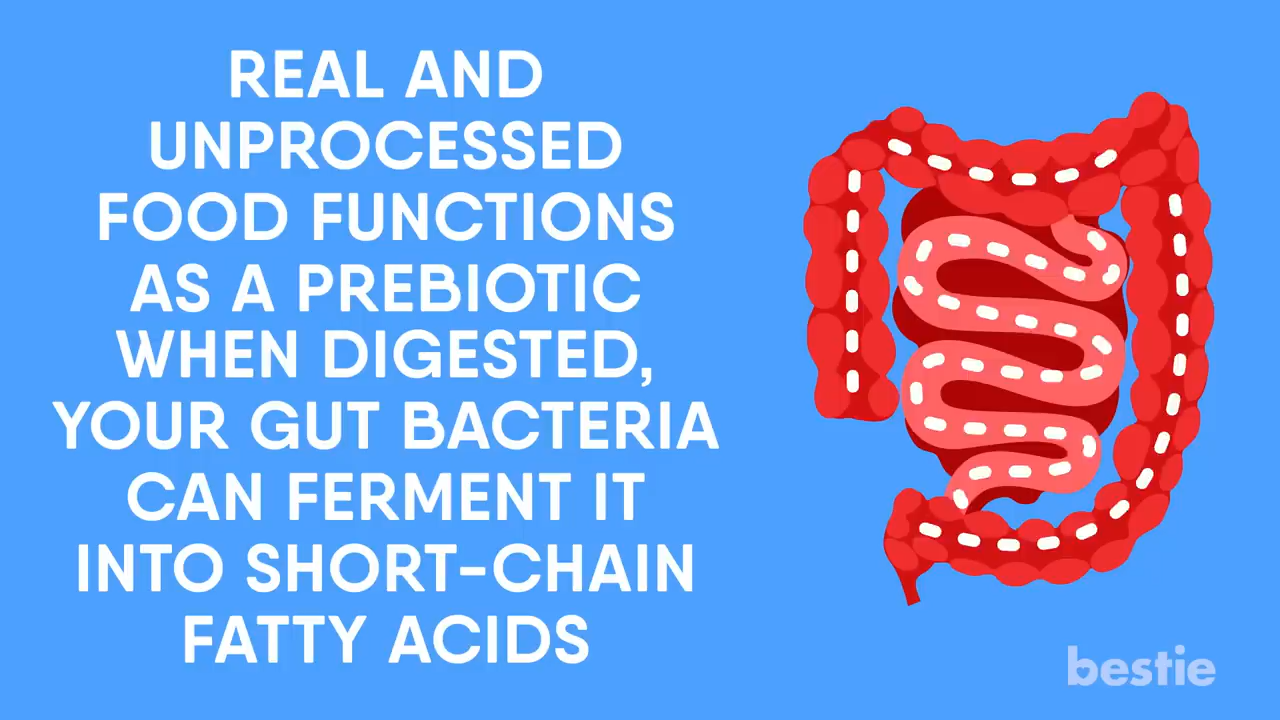 REAL AND
UNPROCESSED
FOOD FUNCTIONS
AS A PREBIOTIC
WHEN DIGESTED,
YOUR GUT BACTERIA
CAN FERMENT IT
INTO SHORT-CHAIN
FATTY ACIDS
bestie